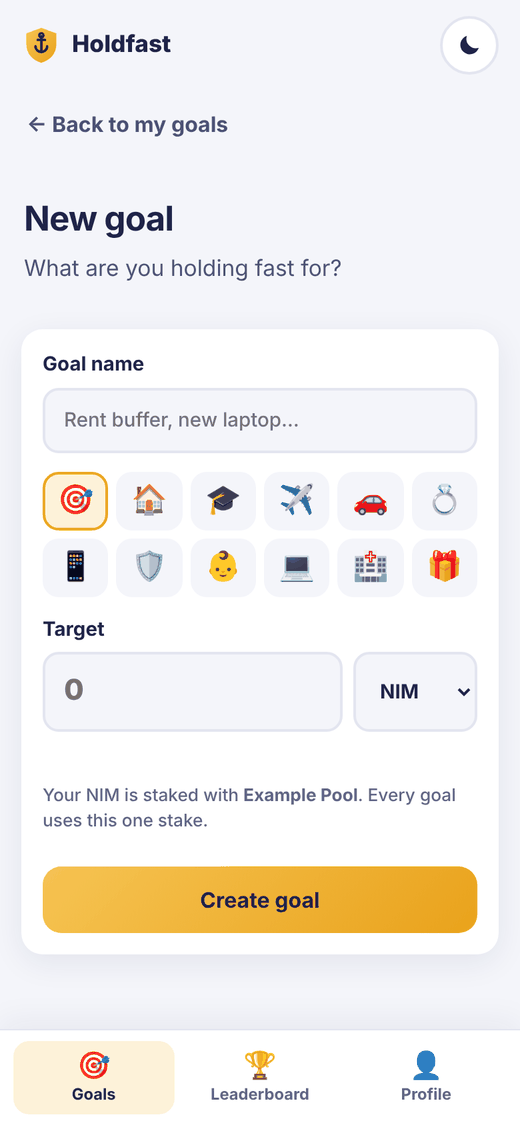 Holdfast
← Back to my goals
New goal
What are you holding fast for?
Goal name
Rent buffer, new laptop...
Target
0
NIM
Your NIM is staked with Example Pool. Every goal
uses this one stake.
Create goal
Goals
Leaderboard
Profile